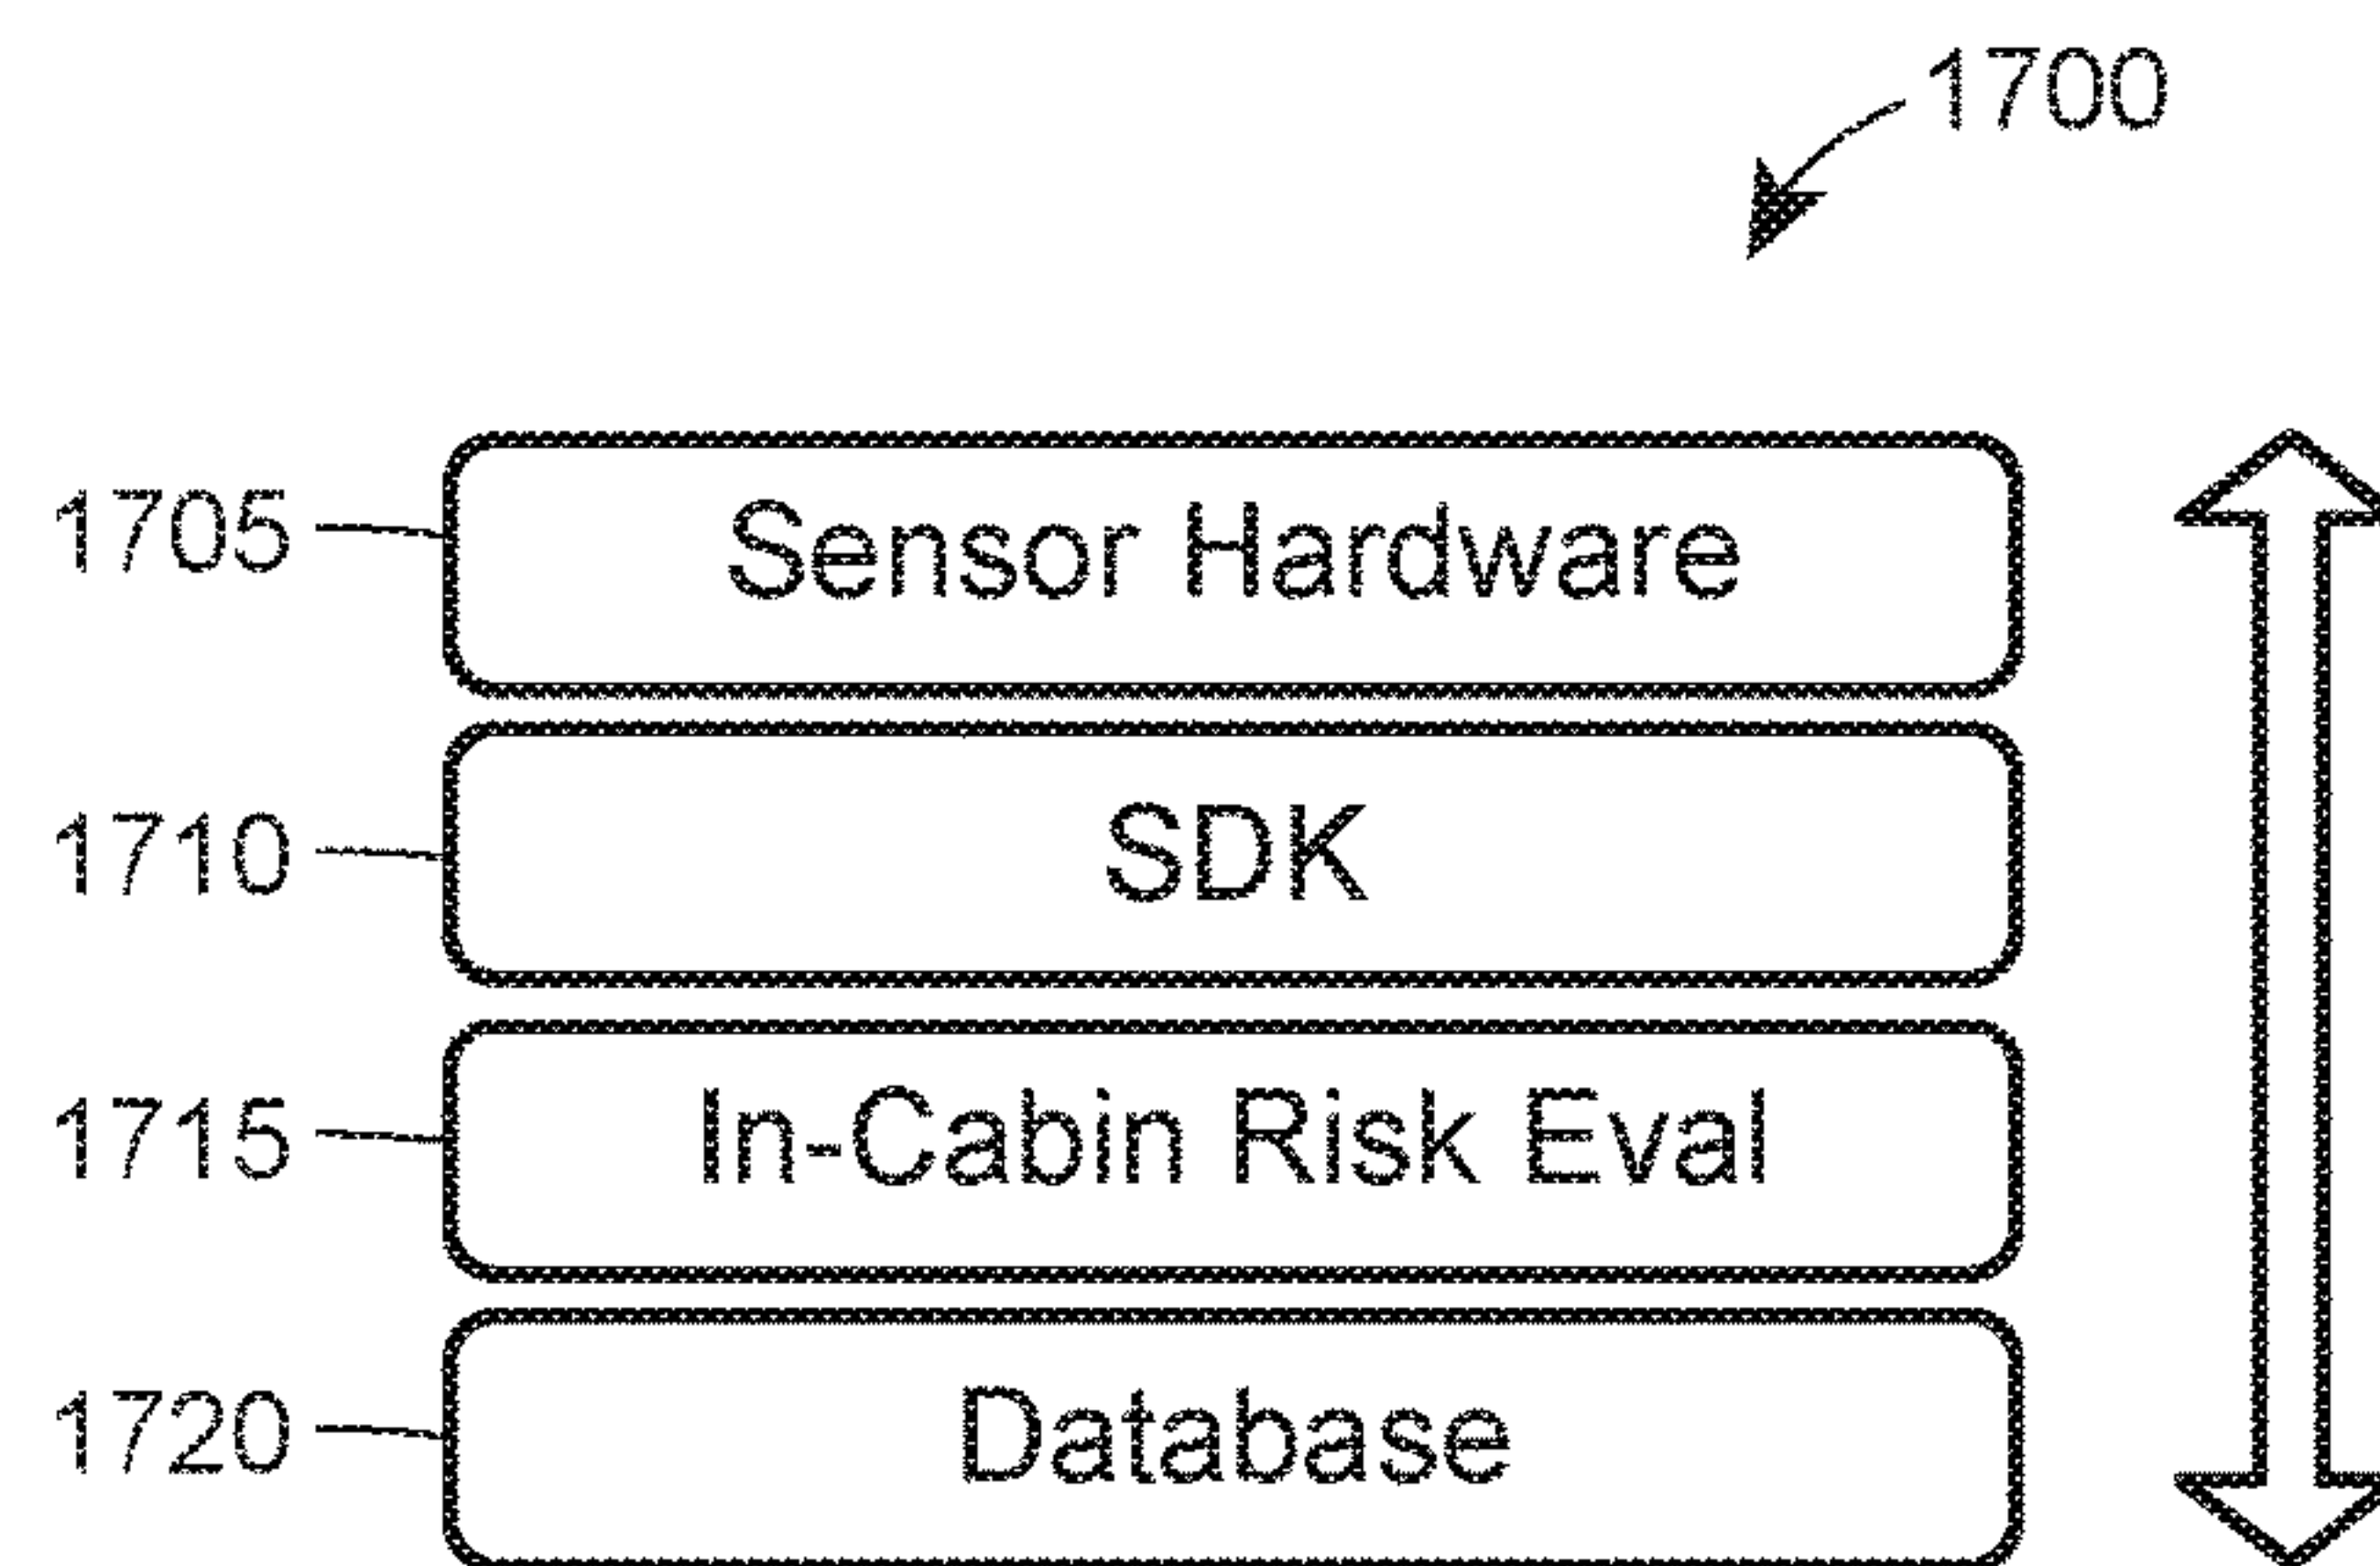 1700
1705 Sensor Hardware
1710 SDK
1715 In-Cabin Risk Eval
1720 Database